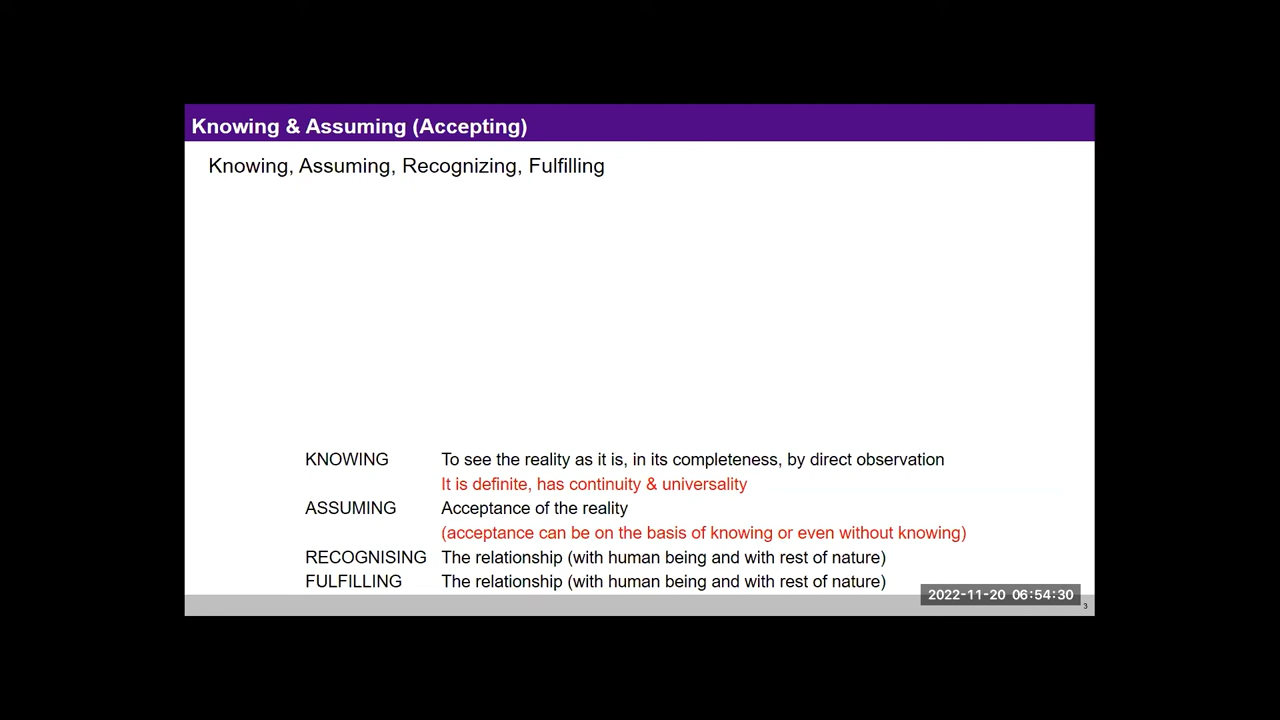 Knowing & Assuming (Accepting)
Knowing, Assuming, Recognizing, Fulfilling
KNOWING To see the reality as it is, in its completeness, by direct observation
It is definite, has continuity & universality
ASSUMING Acceptance of the reality
(acceptance can be on the basis of knowing or even without knowing)
RECOGNISING The relationship (with human being and with rest of nature)
FULFILLING The relationship (with human being and with rest of nature)
2022-11-20 06:54:30
3